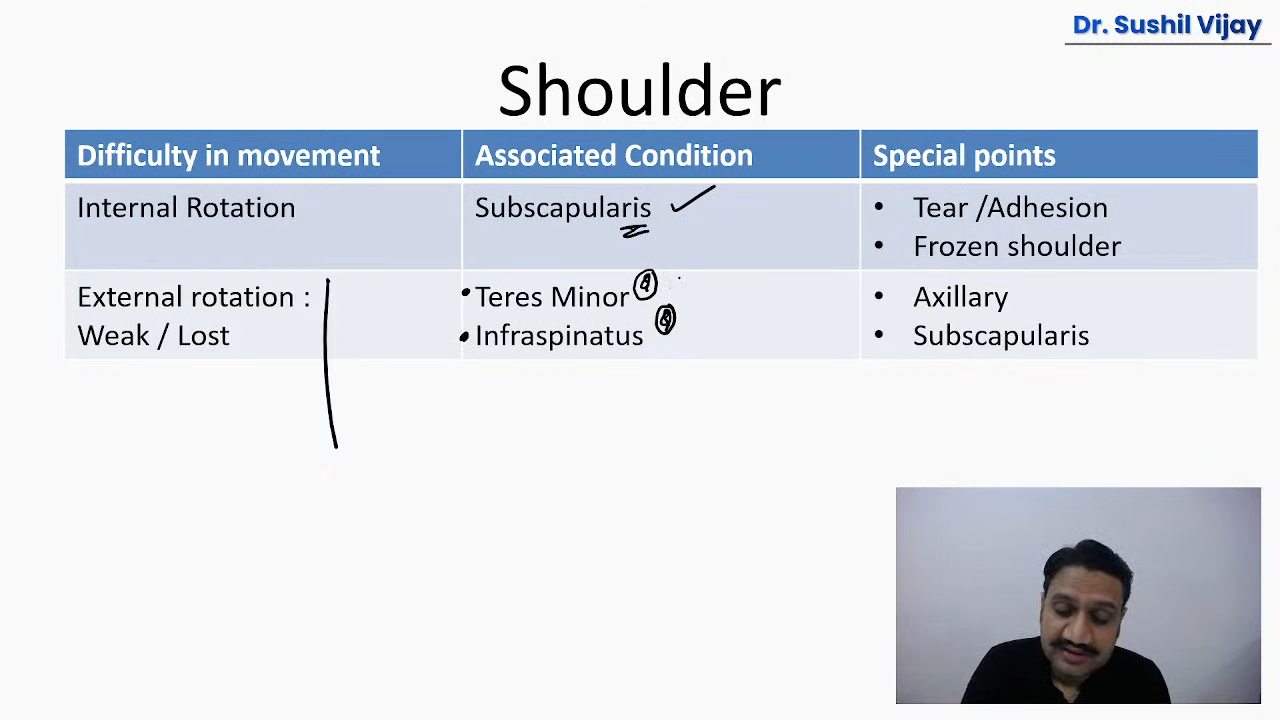 Dr. Sushil Vijay
Shoulder
Difficulty in movement Associated Condition Special points
Internal Rotation Subscapularis • Tear /Adhesion
• Frozen shoulder
External rotation : Teres Minor • Axillary
Weak / Lost Infraspinatus • Subscapularis